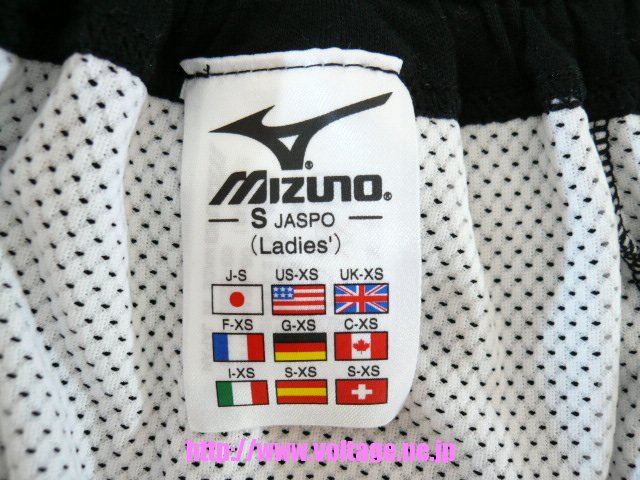 MIZUNO®
S JASPO
(Ladies')
J-S US-XS UK-XS
F-XS G-XS C-XS
I-XS S-XS S-XS
http://www.voltage.ne.jp